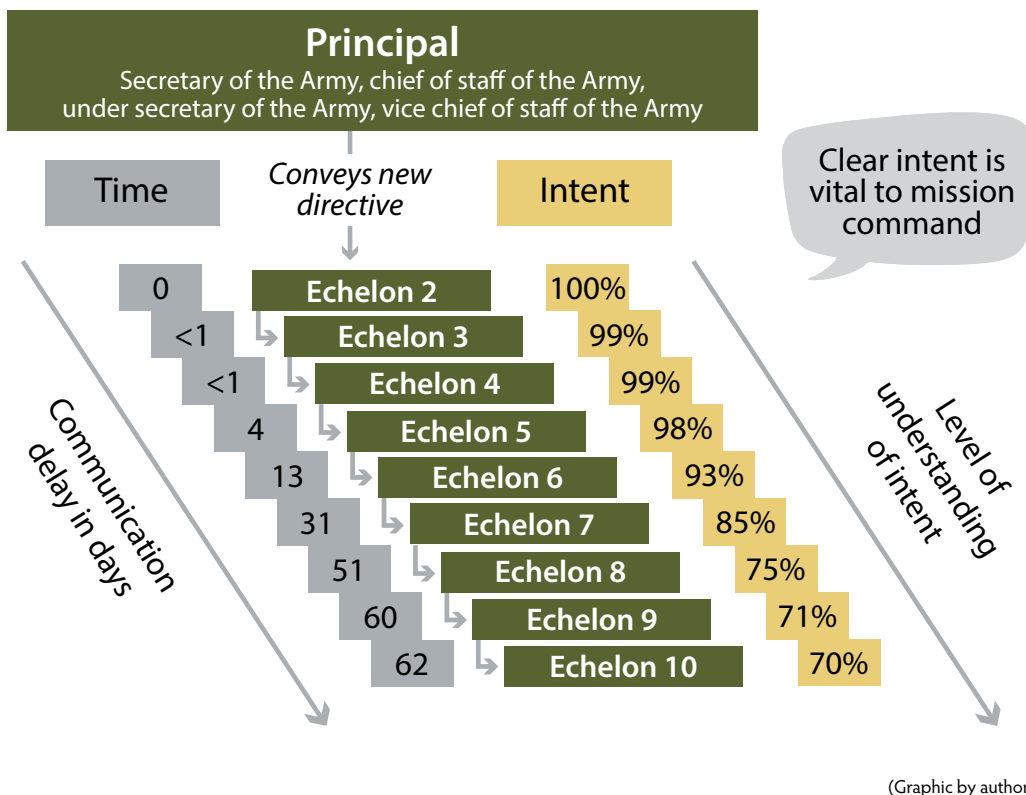 Principal
Secretary of the Army, chief of staff of the Army,
under secretary of the Army, vice chief of staff of the Army
Time
Conveys new
directive
Intent
Clear intent is
vital to mission
command
0
Echelon 2
100%
<1
Echelon 3
99%
<1
Echelon 4
99%
4
Echelon 5
98%
13
Echelon 6
93%
31
Echelon 7
85%
51
Echelon 8
75%
60
Echelon 9
71%
62
Echelon 10
70%
Communication
delay in days
Level of
understanding
of intent
(Graphic by author